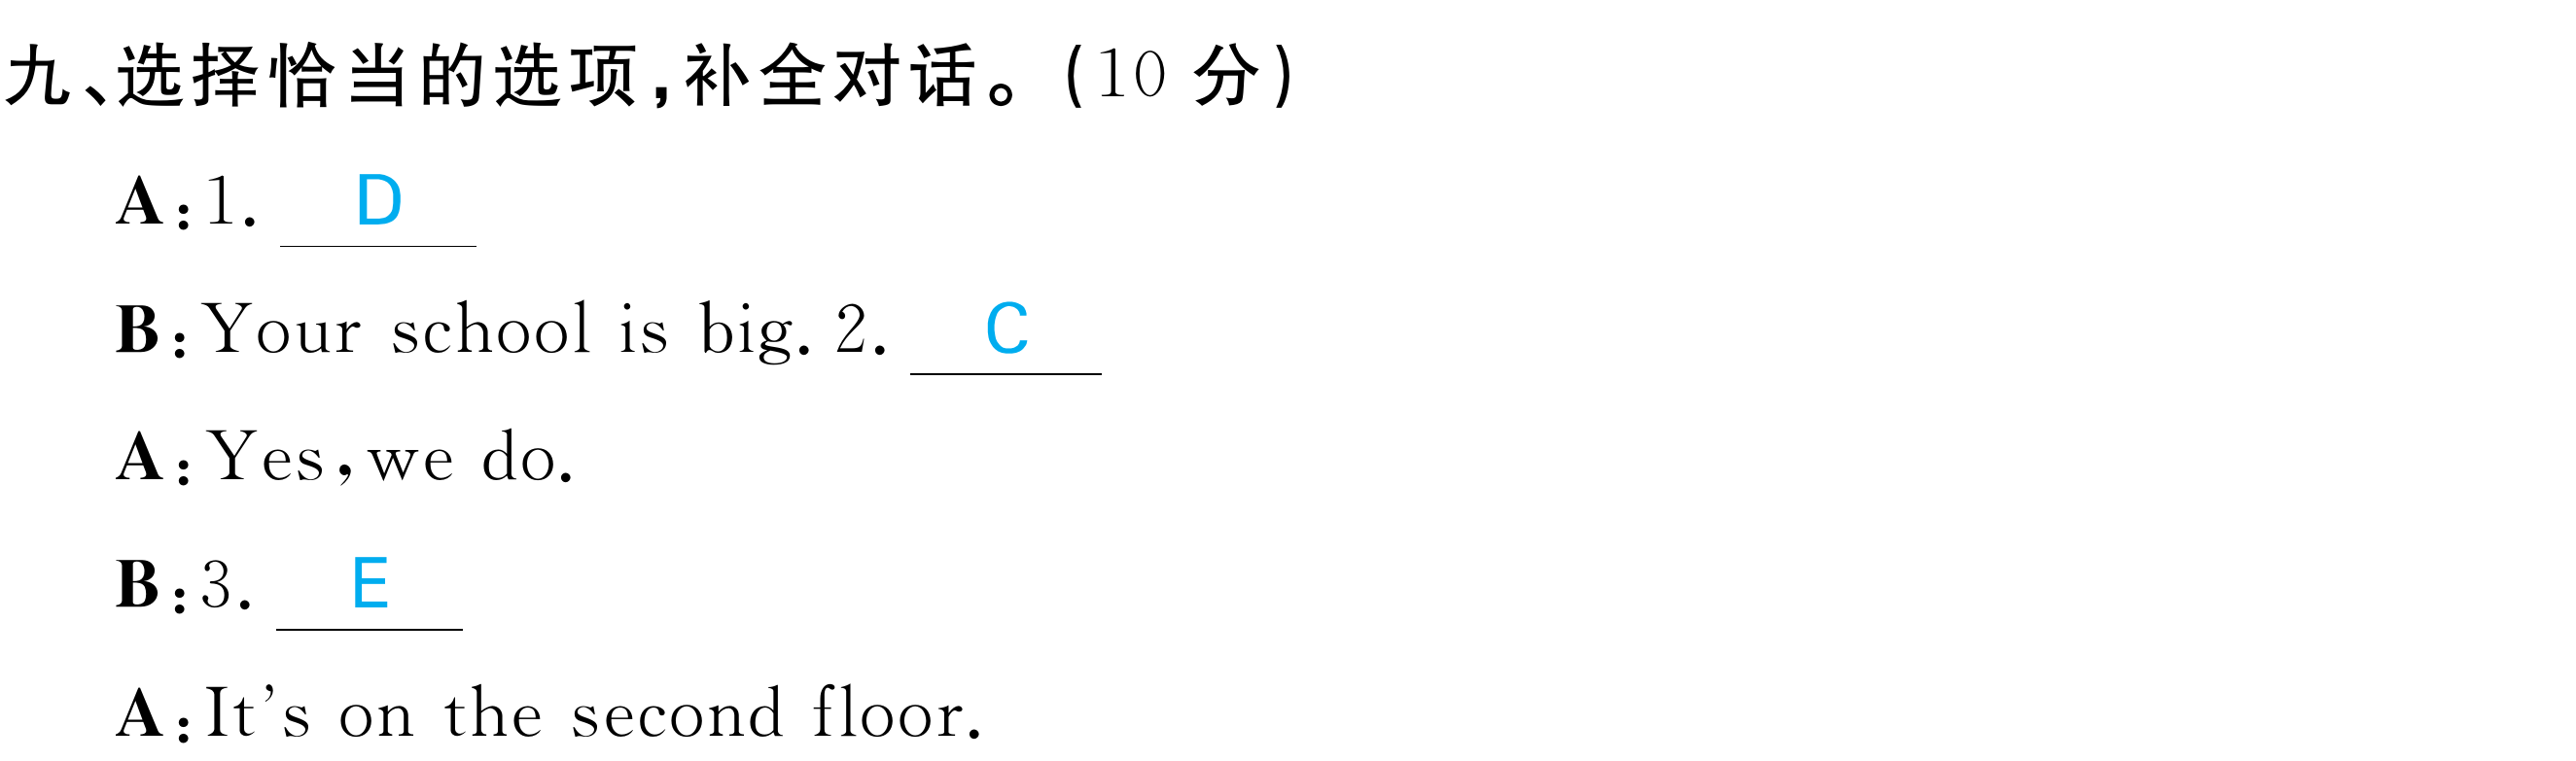 九、选择恰当的选项,补全对话。(10 分)
A:1. D
B:Your school is big. 2. C
A:Yes,we do.
B:3. E
A:It's on the second floor.